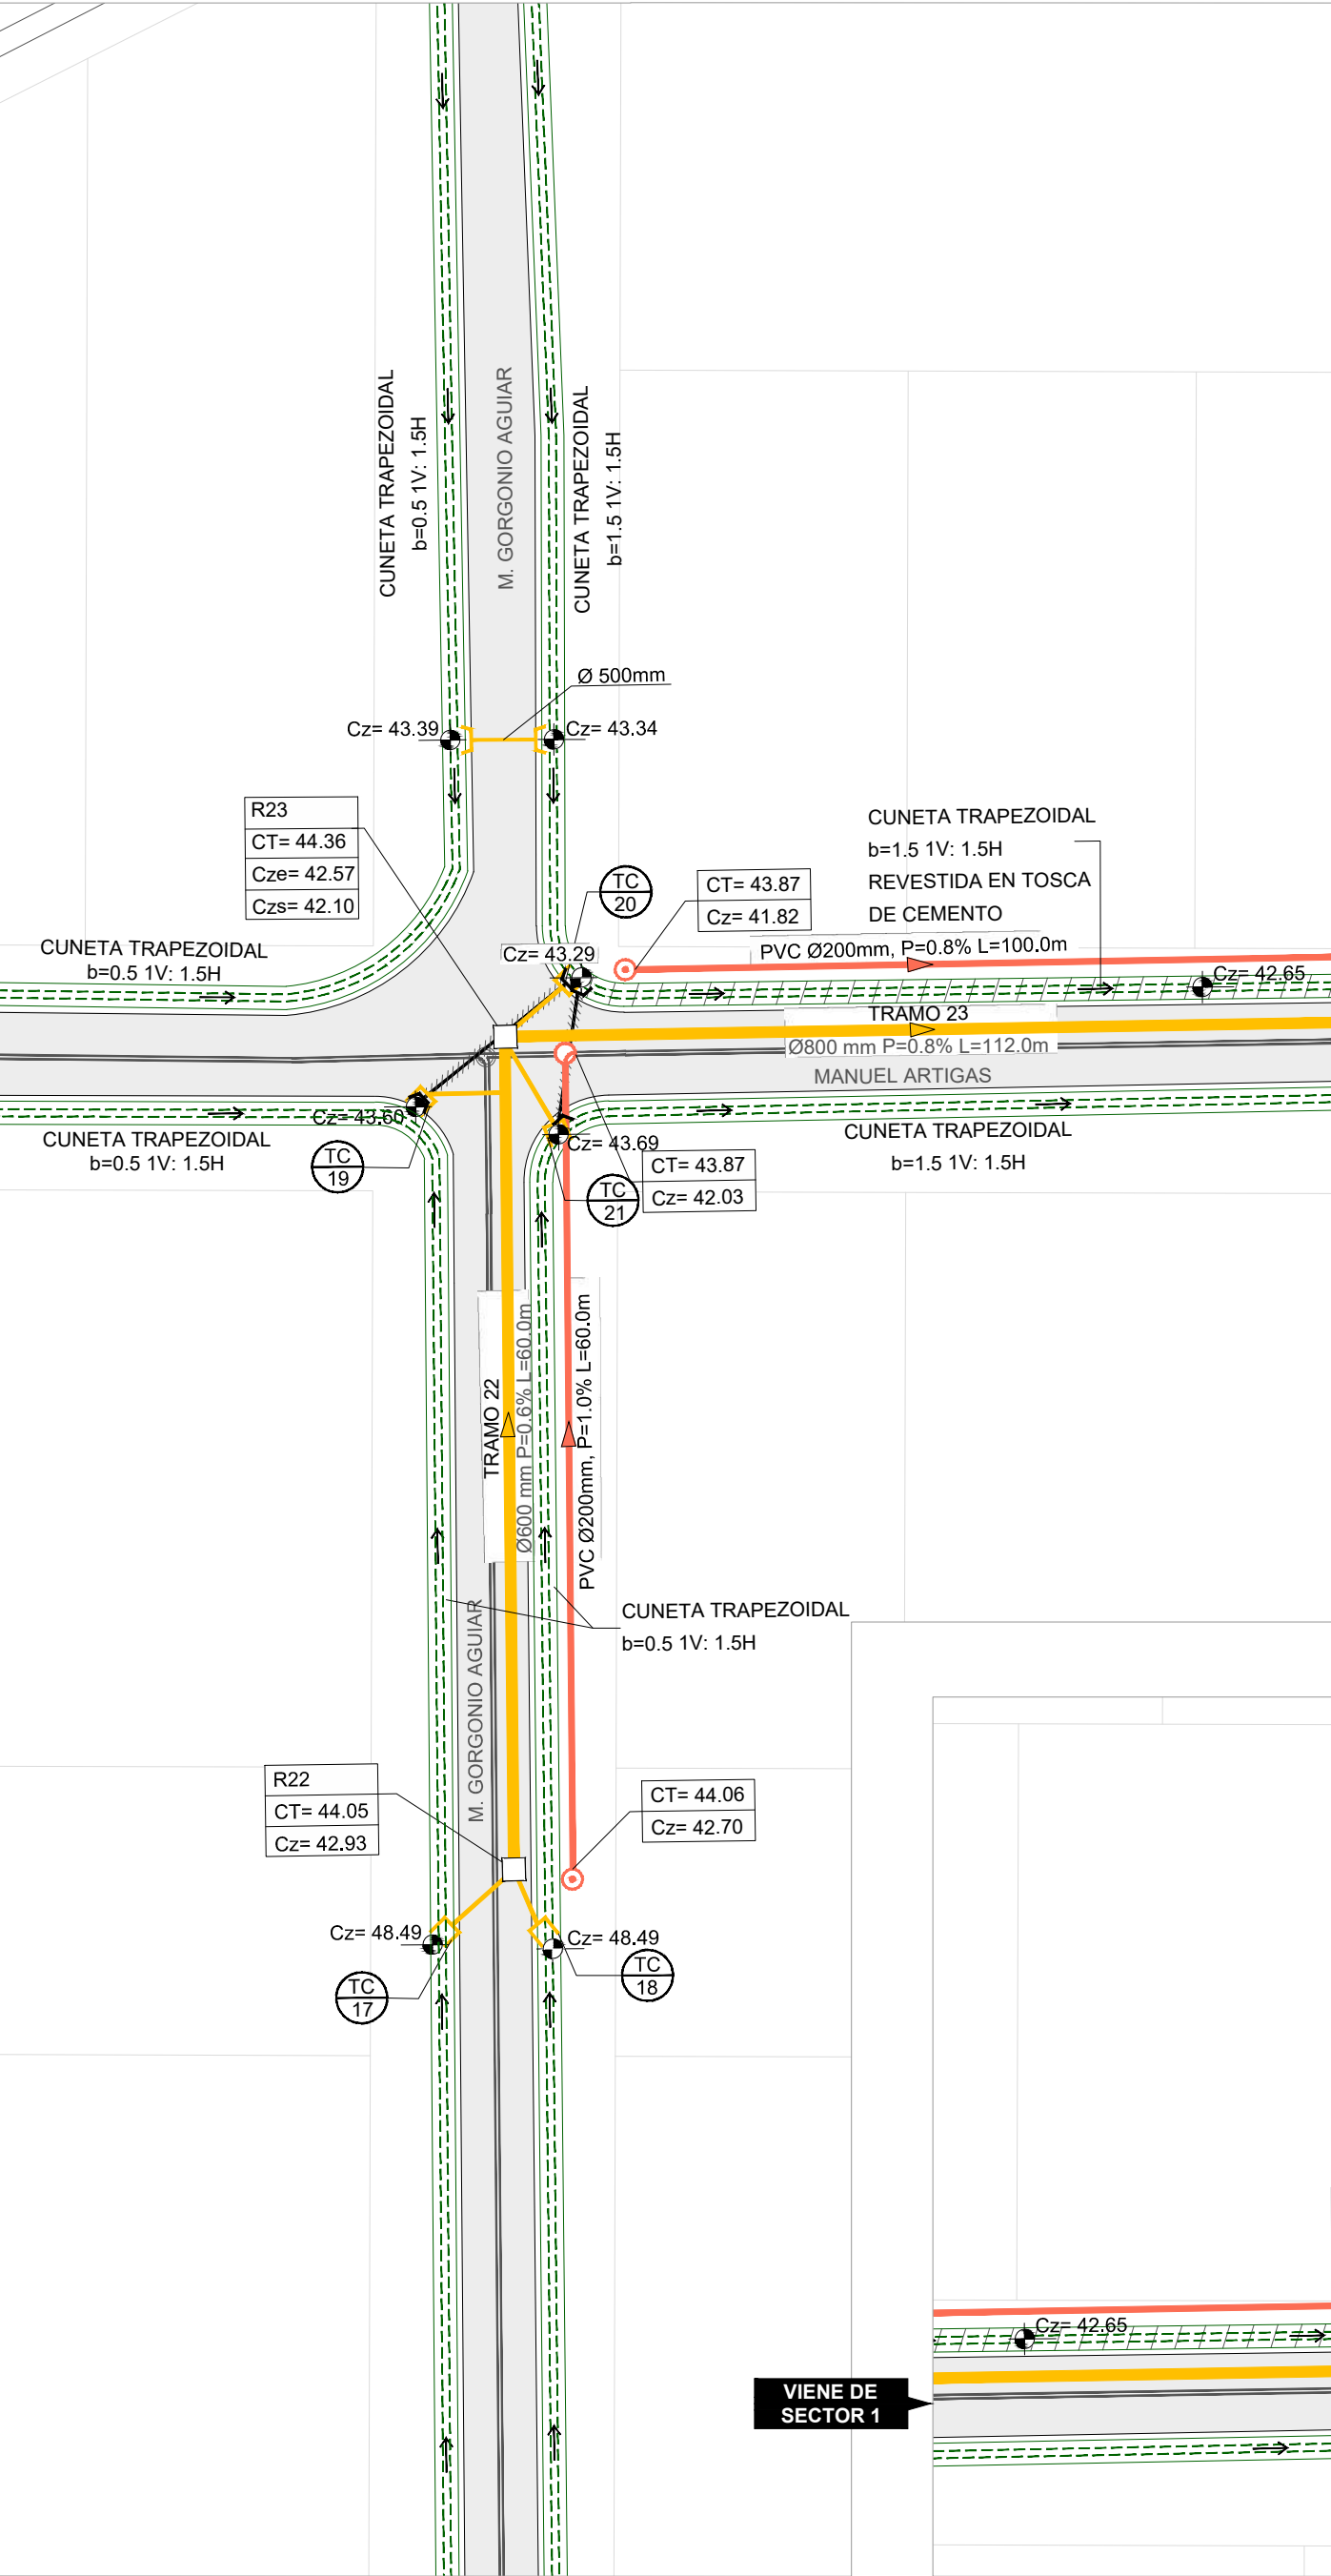 CUNETA TRAPEZOIDAL
b=0.5 1V: 1.5H
M. GORGONIO AGUIAR
CUNETA TRAPEZOIDAL
b=1.5 1V: 1.5H
Ø 500mm
Cz= 43.39
Cz= 43.34
R23
CT= 44.36
Cze= 42.57
Czs= 42.10
CUNETA TRAPEZOIDAL
b=1.5 1V: 1.5H
REVESTIDA EN TOSCA
DE CEMENTO
TC
20
CT= 43.87
Cz= 41.82
PVC Ø200mm, P=0.8% L=100.0m
CUNETA TRAPEZOIDAL
b=0.5 1V: 1.5H
Cz= 43.29
Cz= 42.65
TRAMO 23
Ø800 mm P=0.8% L=112.0m
MANUEL ARTIGAS
Cz= 43.60
CUNETA TRAPEZOIDAL
b=0.5 1V: 1.5H
TC
19
Cz= 43.69
CUNETA TRAPEZOIDAL
b=1.5 1V: 1.5H
CT= 43.87
Cz= 42.03
TC
21
TRAMO 22
Ø600 mm P=0.6% L=60.0m
PVC Ø200mm, P=1.0% L=60.0m
CUNETA TRAPEZOIDAL
b=0.5 1V: 1.5H
M. GORGONIO AGUIAR
R22
CT= 44.05
Cz= 42.93
CT= 44.06
Cz= 42.70
Cz= 48.49
Cz= 48.49
TC
17
TC
18
Cz= 42.65
VIENE DE
SECTOR 1